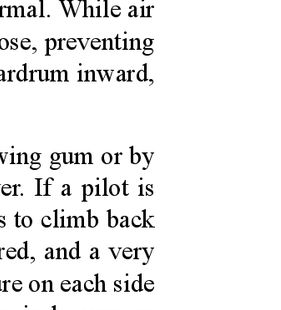 rmal. While air
ose, preventing
ardrum inward,
wing gum or by
er. If a pilot is
s to climb back
red, and a very
ure on each side